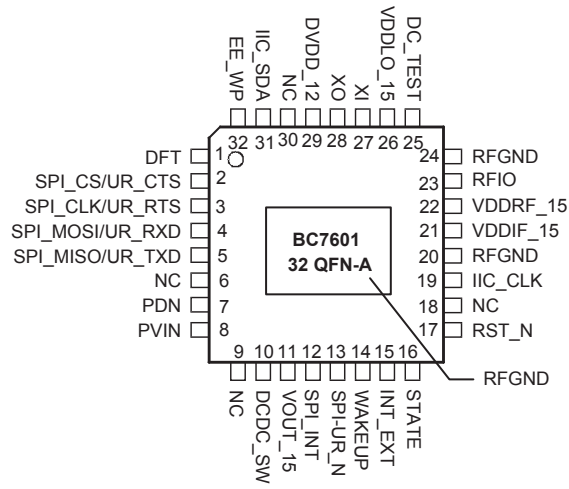 EE_WP
IIC_SDA
NC
DVDD_12
XO
XI
VDDLO_15
DC_TEST
32 31 30 29 28 27 26 25
DFT 1
SPI_CS/UR_CTS 2
SPI_CLK/UR_RTS 3
SPI_MOSI/UR_RXD 4
SPI_MISO/UR_TXD 5
NC 6
PDN 7
PVIN 8
BC7601
32 QFN-A
24 RFGND
23 RFIO
22 VDDRF_15
21 VDDIF_15
20 RFGND
19 IIC_CLK
18 NC
17 RST_N
RFGND
9 10 11 12 13 14 15 16
NC
DCDC_SW
VOUT_15
SPI_INT
SPI-UR_N
WAKEUP
INT_EXT
STATE